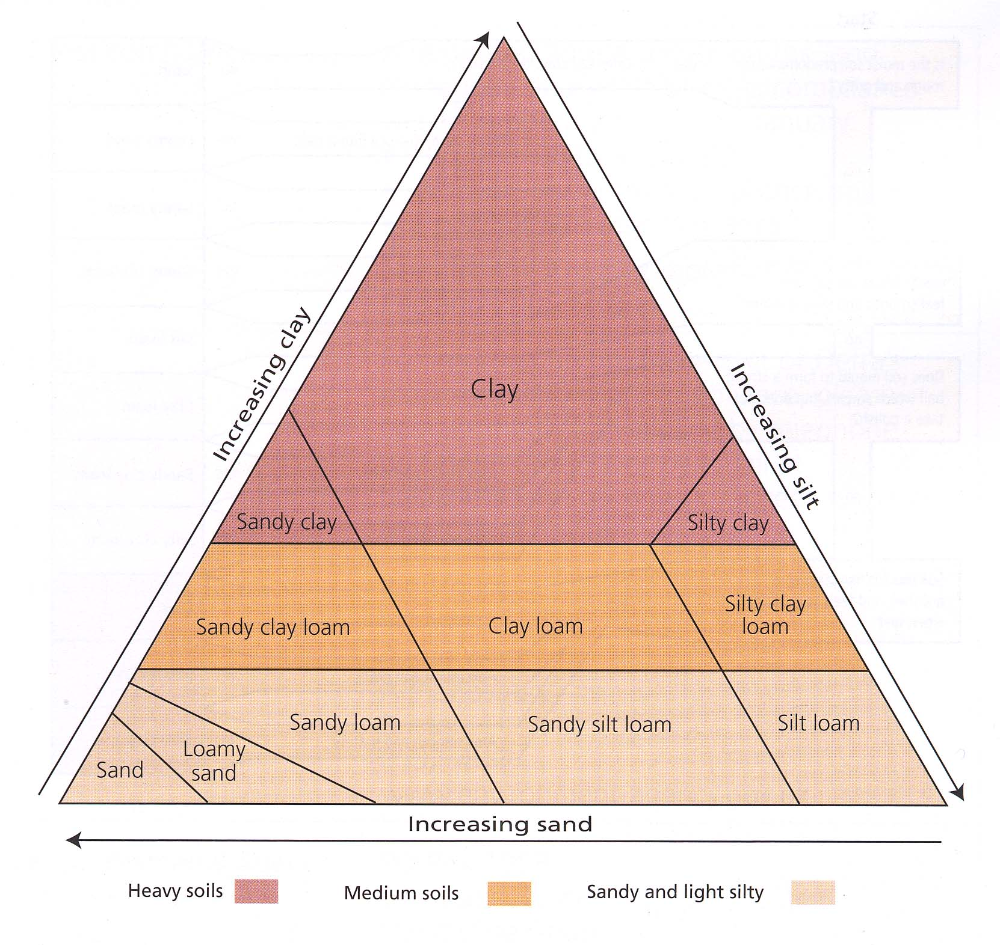 Increasing clay
Increasing silt
Clay
Sandy clay
Silty clay
Sandy clay loam
Clay loam
Silty clay
loam
Sandy loam
Sandy silt loam
Silt loam
Loamy
sand
Sand
Increasing sand
Heavy soils
Medium soils
Sandy and light silty